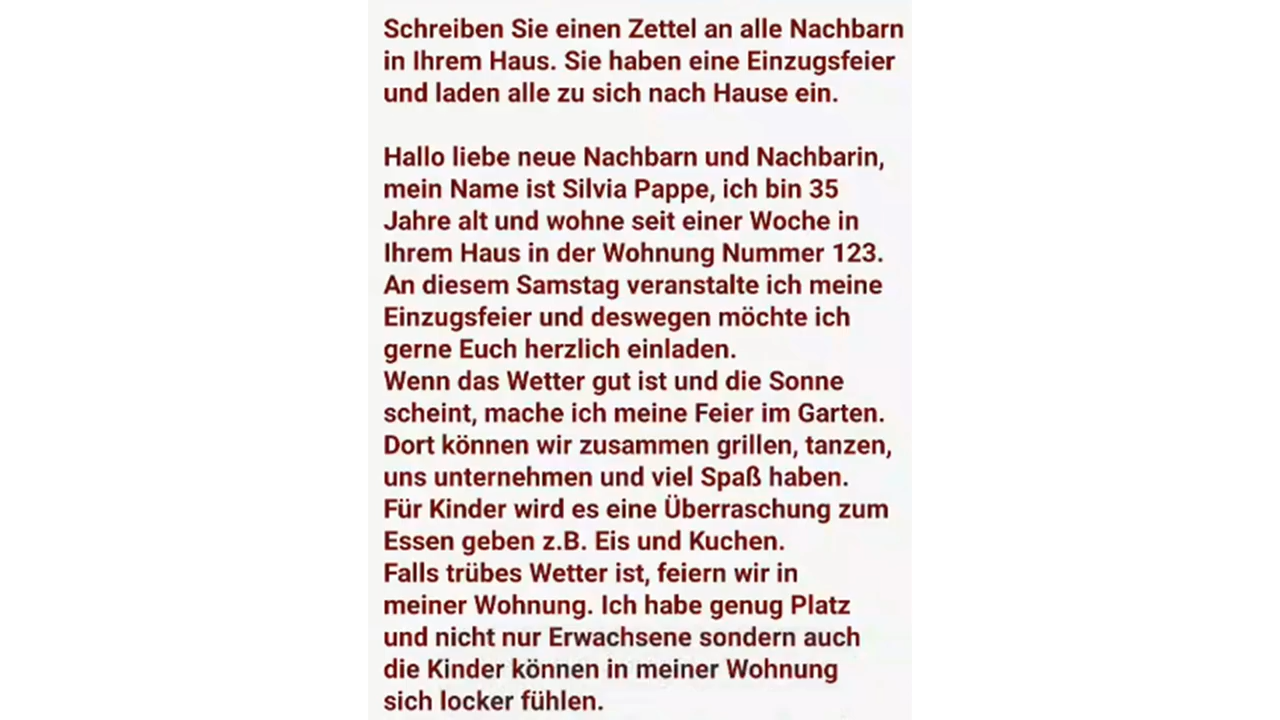 Schreiben Sie einen Zettel an alle Nachbarn
in Ihrem Haus. Sie haben eine Einzugsfeier
und laden alle zu sich nach Hause ein.
Hallo liebe neue Nachbarn und Nachbarin,
mein Name ist Silvia Pappe, ich bin 35
Jahre alt und wohne seit einer Woche in
Ihrem Haus in der Wohnung Nummer 123.
An diesem Samstag veranstalte ich meine
Einzugsfeier und deswegen möchte ich
gerne Euch herzlich einladen.
Wenn das Wetter gut ist und die Sonne
scheint, mache ich meine Feier im Garten.
Dort können wir zusammen grillen, tanzen,
uns unternehmen und viel Spaß haben.
Für Kinder wird es eine Überraschung zum
Essen geben z.B. Eis und Kuchen.
Falls trübes Wetter ist, feiern wir in
meiner Wohnung. Ich habe genug Platz
und nicht nur Erwachsene sondern auch
die Kinder können in meiner Wohnung
sich locker fühlen.